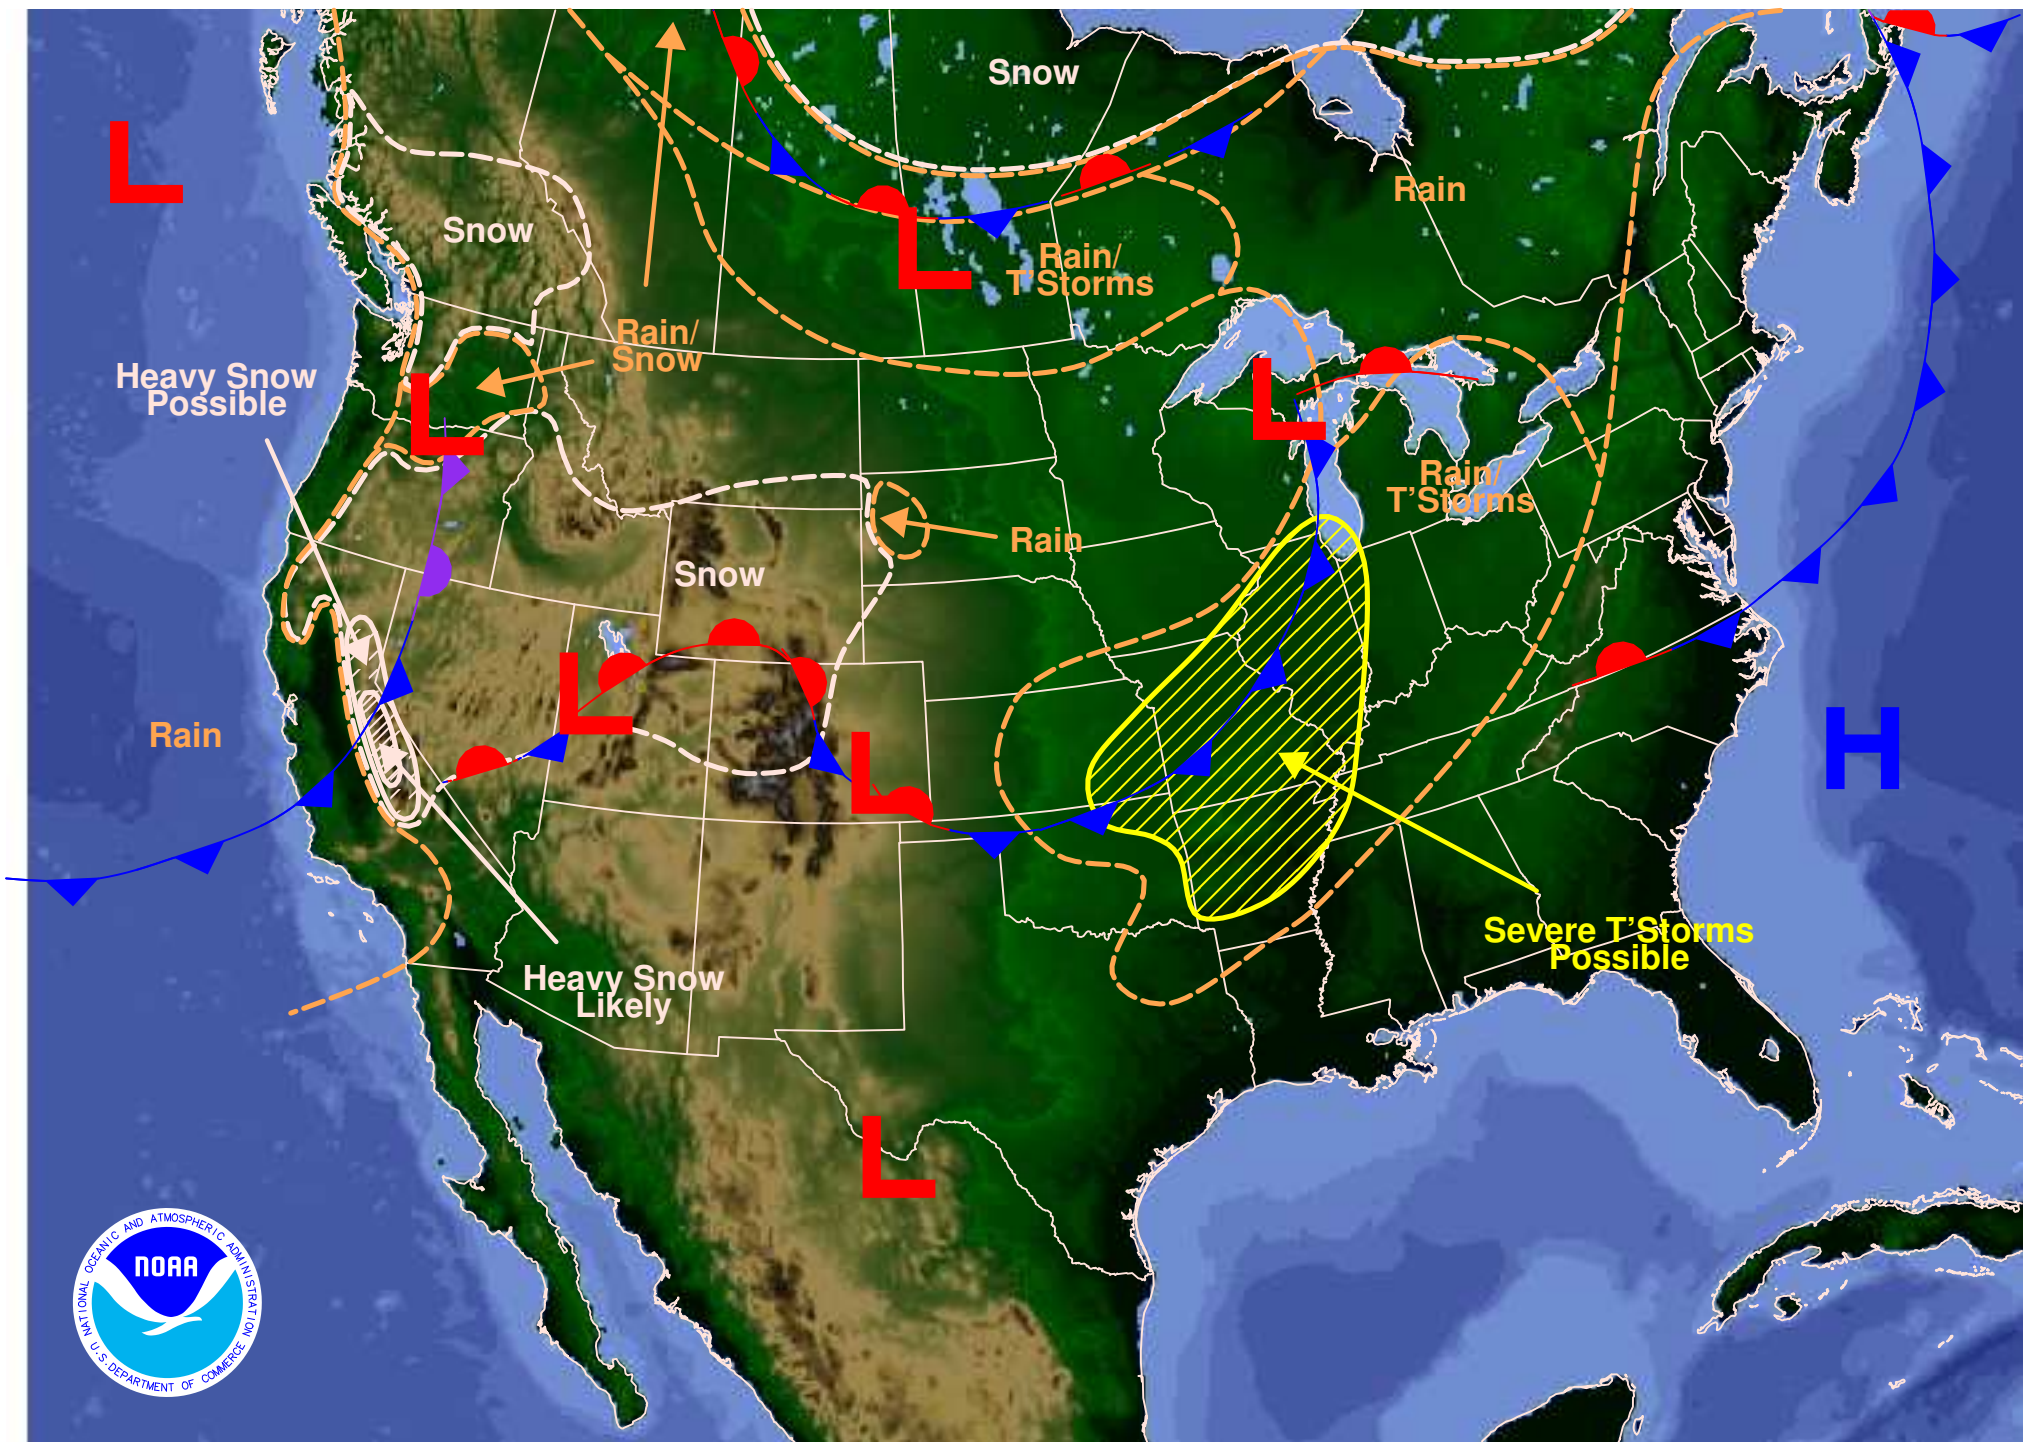 Snow
Rain
Snow
Rain/
T'Storms
Rain/
Snow
Heavy Snow
Possible
Rain/
T'Storms
Rain
Snow
Rain
Severe T'Storms
Possible
Heavy Snow
Likely
L
L
L
L
L
L
L
H
NOAA
NATIONAL OCEANIC AND ATMOSPHERIC ADMINISTRATION
U.S. DEPARTMENT OF COMMERCE